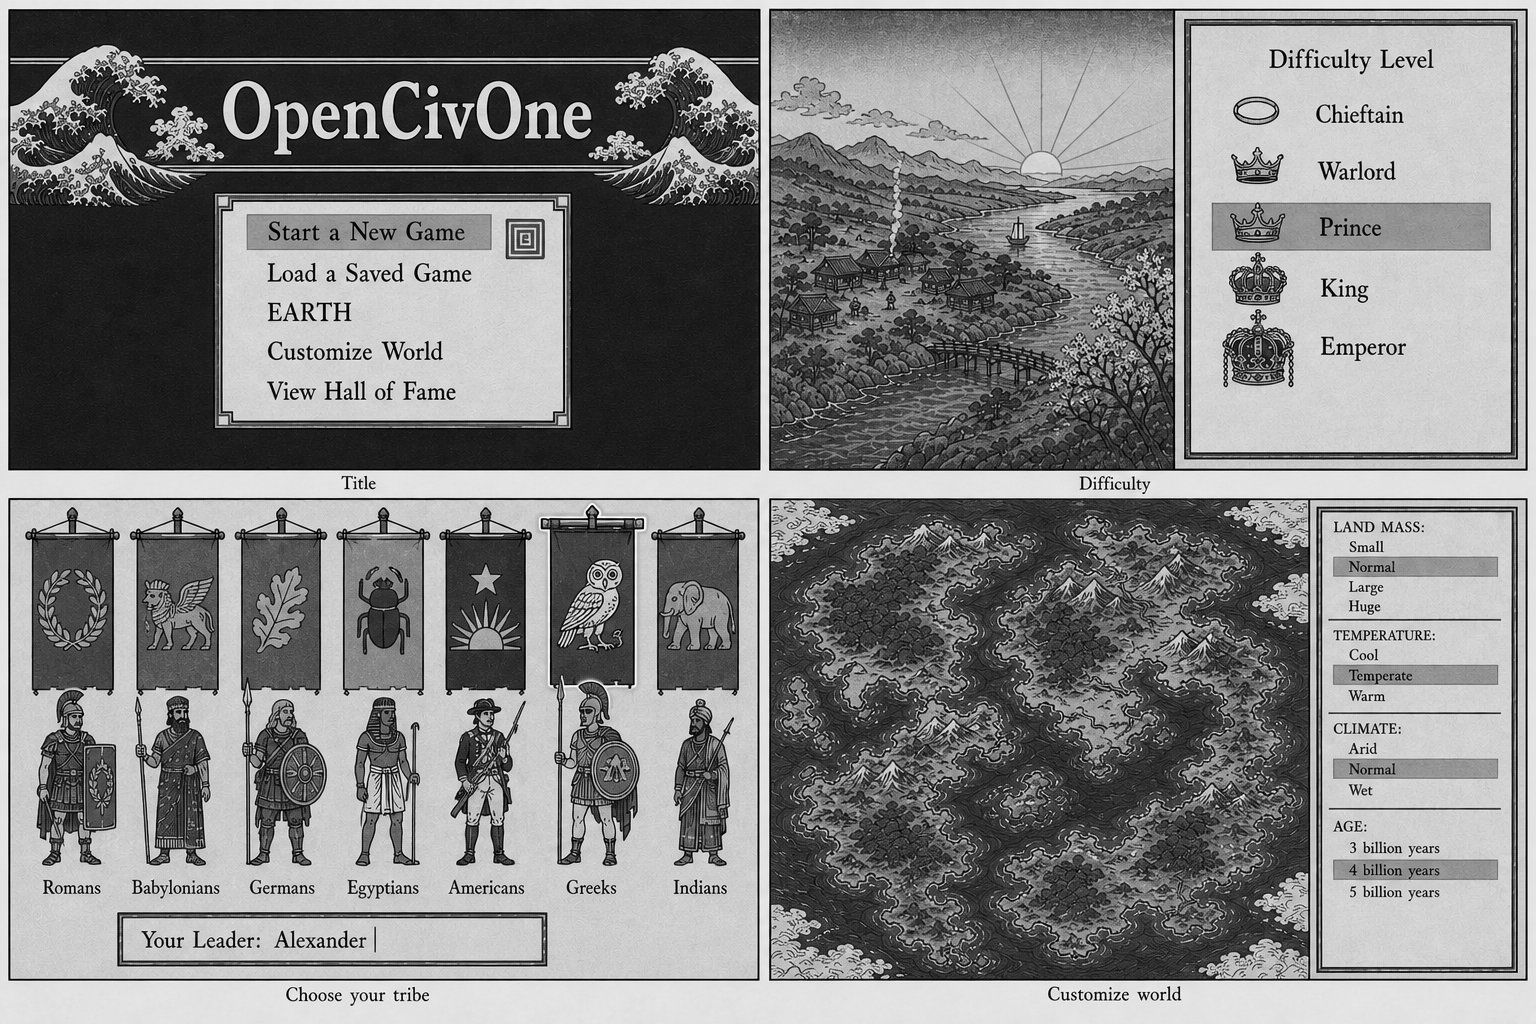 OpenCivOne
Start a New Game
Load a Saved Game
EARTH
Customize World
View Hall of Fame
Title
Difficulty Level
Chieftain
Warlord
Prince
King
Emperor
Difficulty
Romans
Babylonians
Germans
Egyptians
Americans
Greeks
Indians
Your Leader: Alexander
Choose your tribe
LAND MASS:
Small
Normal
Large
Huge
TEMPERATURE:
Cool
Temperate
Warm
CLIMATE:
Arid
Normal
Wet
AGE:
3 billion years
4 billion years
5 billion years
Customize world